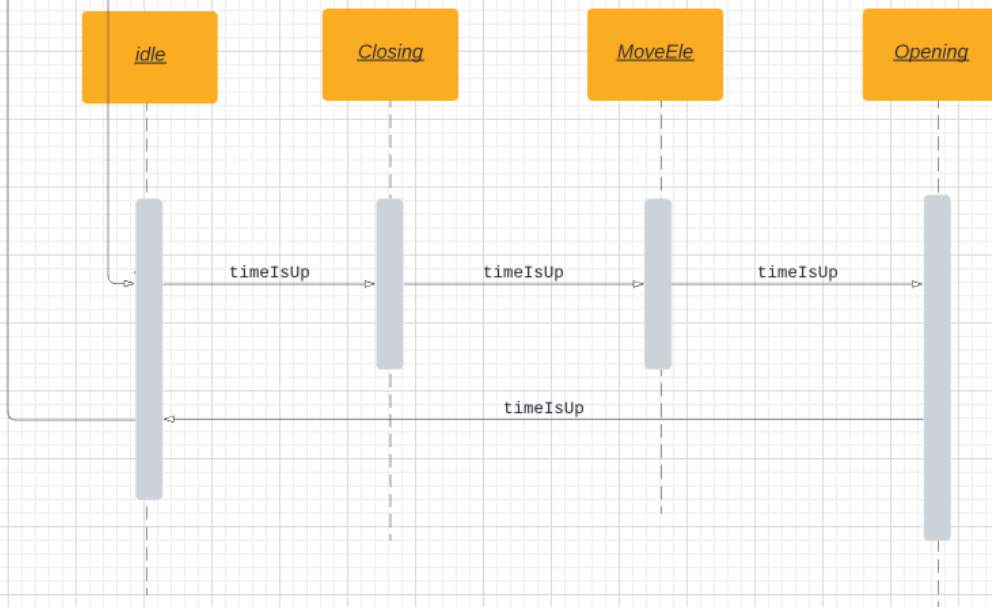 idle
Closing
MoveEle
Opening
timeIsUp
timeIsUp
timeIsUp
timeIsUp